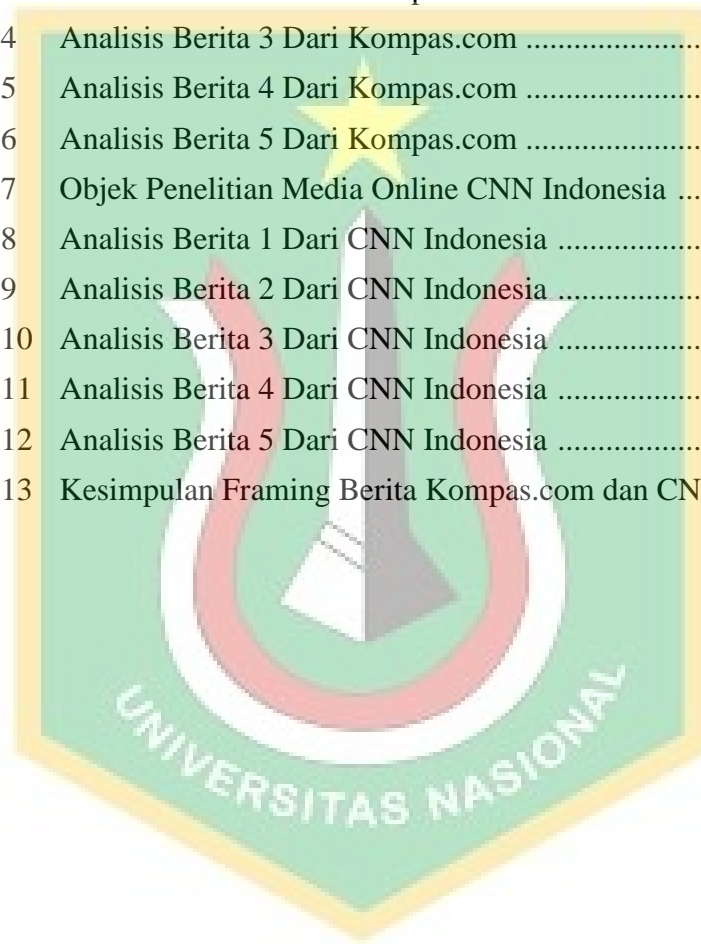 4 Analisis Berita 3 Dari Kompas.com ......................
5 Analisis Berita 4 Dari Kompas.com ......................
6 Analisis Berita 5 Dari Kompas.com ......................
7 Objek Penelitian Media Online CNN Indonesia ...
8 Analisis Berita 1 Dari CNN Indonesia ..................
9 Analisis Berita 2 Dari CNN Indonesia ..................
10 Analisis Berita 3 Dari CNN Indonesia ..................
11 Analisis Berita 4 Dari CNN Indonesia ..................
12 Analisis Berita 5 Dari CNN Indonesia ..................
13 Kesimpulan Framing Berita Kompas.com dan CN
UNIVERSITAS NASIONAL